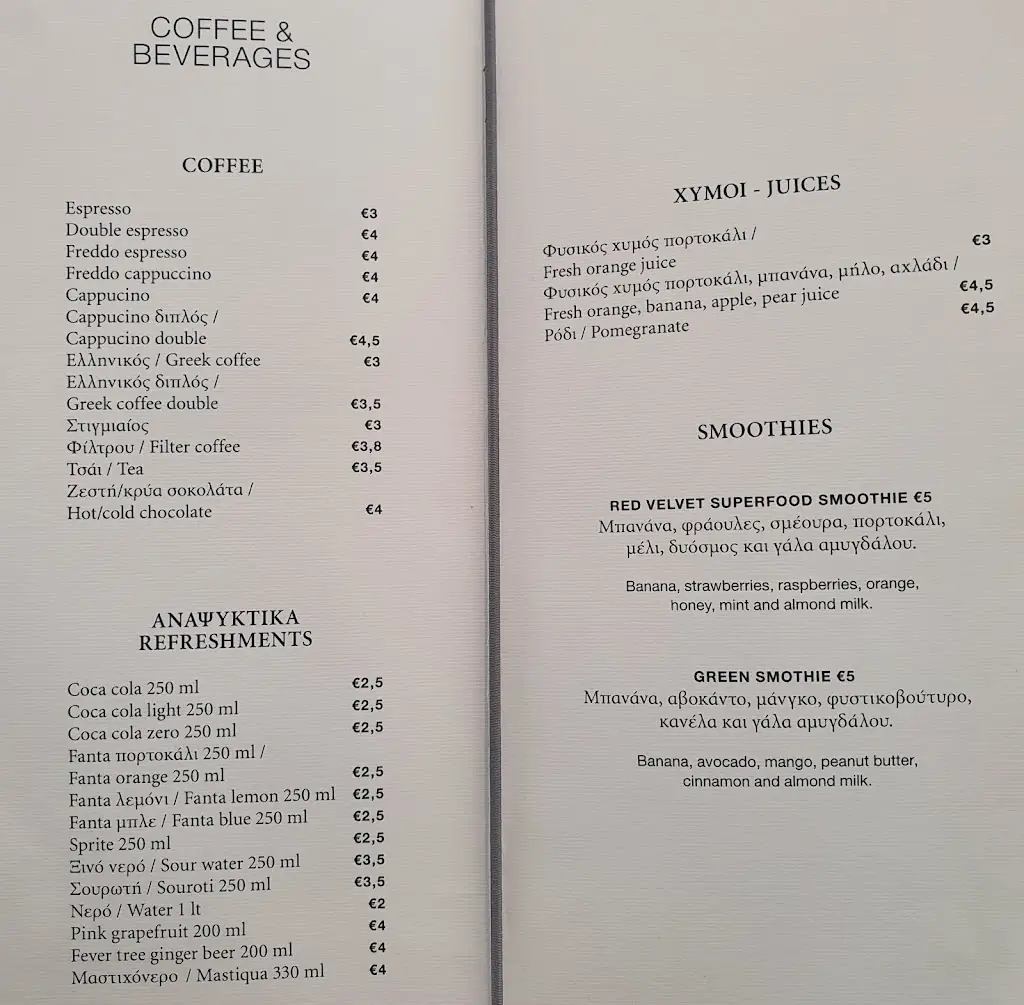 COFFEE &
BEVERAGES
COFFEE
Espresso €3
Double espresso €4
Freddo espresso €4
Freddo cappuccino €4
Cappucino €4
Cappucino διπλός /
Cappucino double €4,5
Ελληνικός / Greek coffee €3
Ελληνικός διπλός /
Greek coffee double €3,5
Στιγμιαίος €3
Φίλτρου / Filter coffee €3,8
Τσάι / Tea €3,5
Ζεστή/κρύα σοκολάτα /
Hot/cold chocolate €4
ΑΝΑΨΥΚΤΙΚΑ
REFRESHMENTS
Coca cola 250 ml €2,5
Coca cola light 250 ml €2,5
Coca cola zero 250 ml €2,5
Fanta πορτοκάλι 250 ml /
Fanta orange 250 ml €2,5
Fanta λεμόνι / Fanta lemon 250 ml €2,5
Fanta μπλε / Fanta blue 250 ml €2,5
Sprite 250 ml €2,5
Ξινό νερό / Sour water 250 ml €3,5
Σουρωτή / Souroti 250 ml €3,5
Νερό / Water 1 lt €2
Pink grapefruit 200 ml €4
Fever tree ginger beer 200 ml €4
Μαστιχόνερο / Mastiqua 330 ml €4
ΧΥΜΟΙ - JUICES
Φυσικός χυμός πορτοκάλι /
Fresh orange juice €3
Φυσικός χυμός πορτοκάλι, μπανάνα, μήλο, αχλάδι /
Fresh orange, banana, apple, pear juice €4,5
Ρόδι / Pomegranate €4,5
SMOOTHIES
RED VELVET SUPERFOOD SMOOTHIE €5
Μπανάνα, φράουλες, σμέουρα, πορτοκάλι,
μέλι, δυόσμος και γάλα αμυγδάλου.
Banana, strawberries, raspberries, orange,
honey, mint and almond milk.
GREEN SMOTHIE €5
Μπανάνα, αβοκάντο, μάνγκο, φυστικοβούτυρο,
κανέλα και γάλα αμυγδάλου.
Banana, avocado, mango, peanut butter,
cinnamon and almond milk.